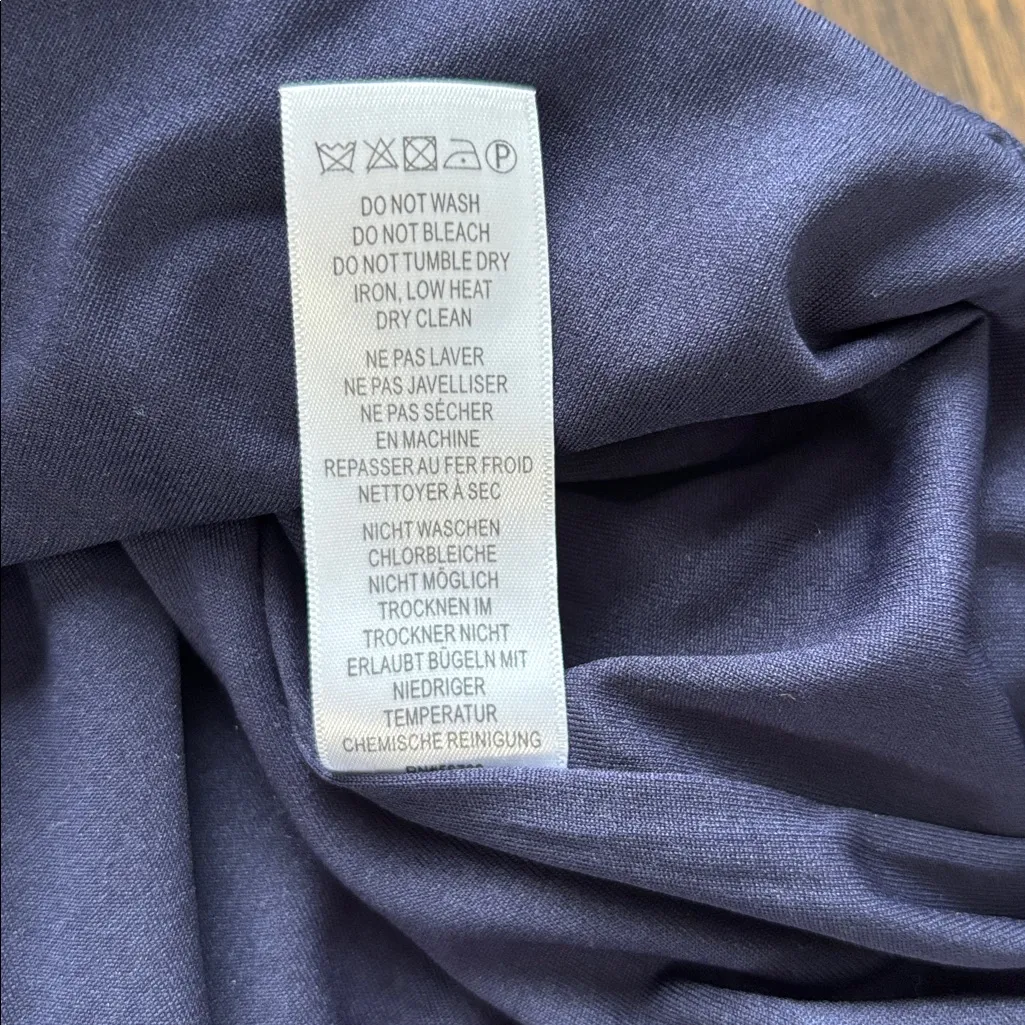 P
DO NOT WASH
DO NOT BLEACH
DO NOT TUMBLE DRY
IRON, LOW HEAT
DRY CLEAN
NE PAS LAVER
NE PAS JAVELLISER
NE PAS SÉCHER
EN MACHINE
REPASSER AU FER FROID
NETTOYER À SEC
NICHT WASCHEN
CHLORBLEICHE
NICHT MÖGLICH
TROCKNEN IM
TROCKNER NICHT
ERLAUBT BÜGELN MIT
NIEDRIGER
TEMPERATUR
CHEMISCHE REINIGUNG